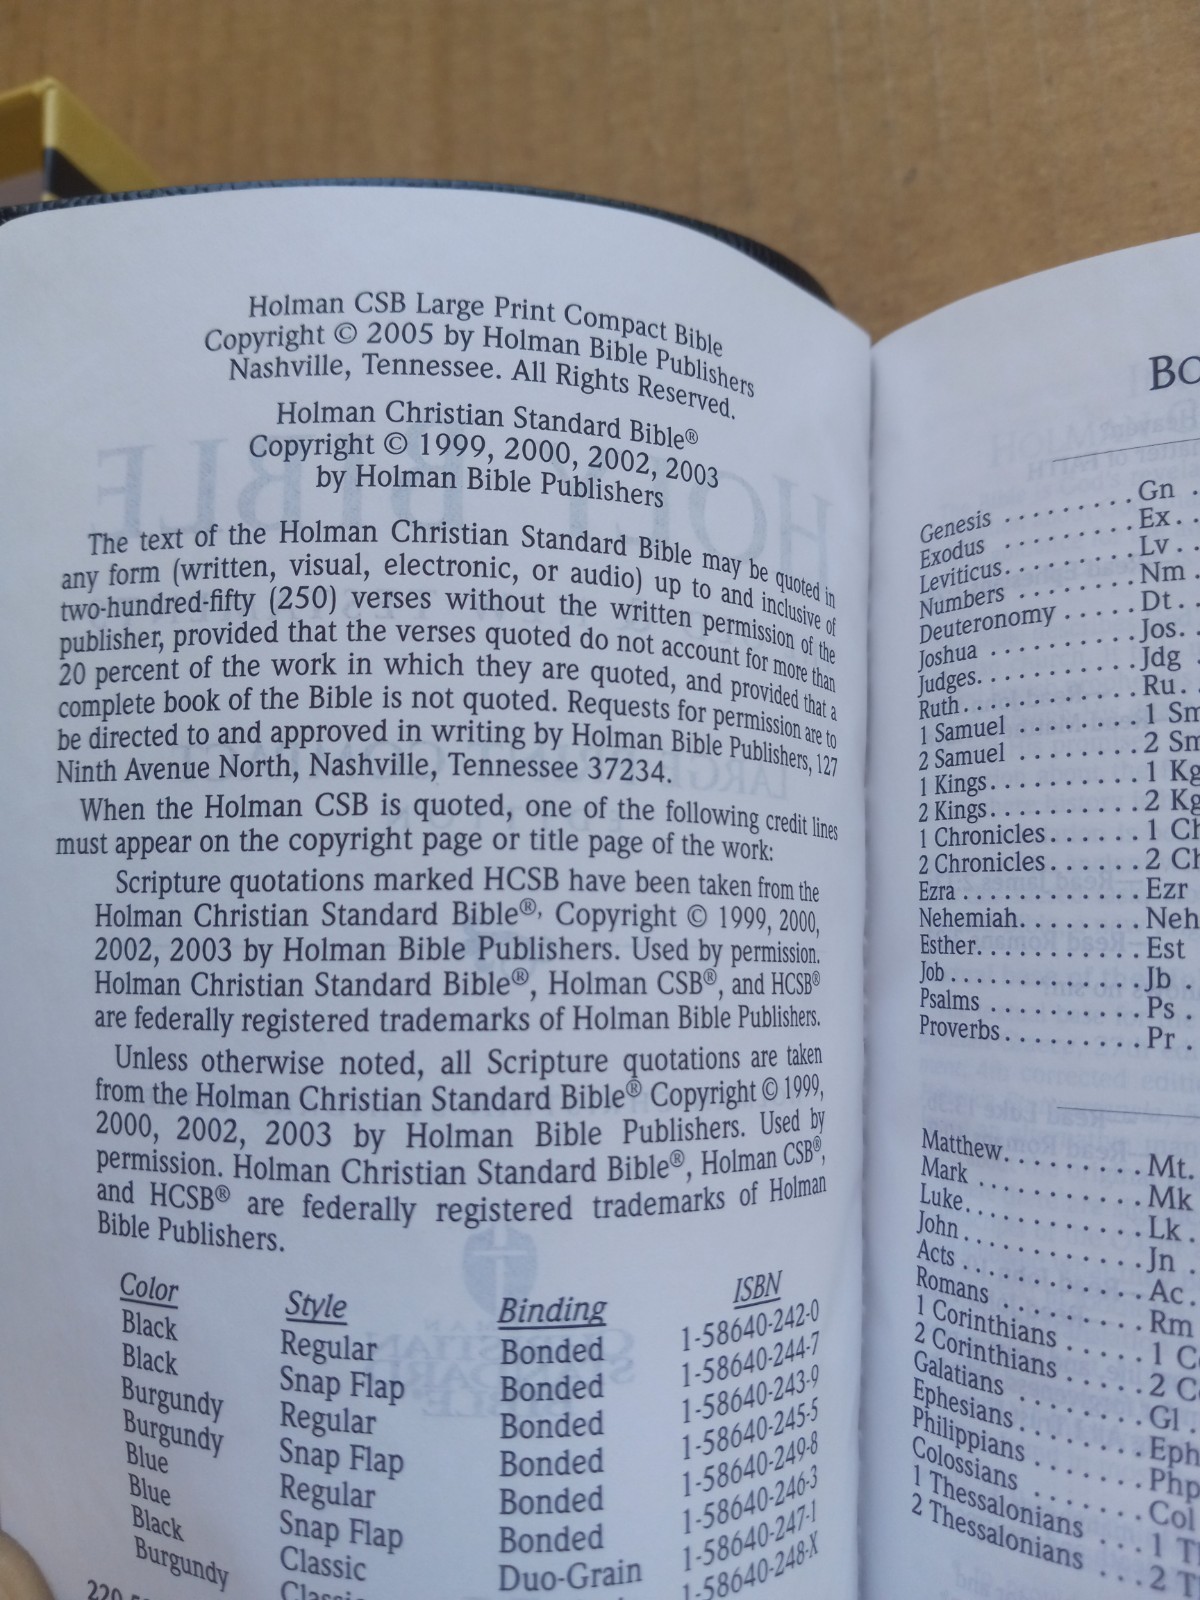 Holman CSB Large Print Compact Bible
Copyright © 2005 by Holman Bible Publishers
Nashville, Tennessee. All Rights Reserved.
Holman Christian Standard Bible®
Copyright © 1999, 2000, 2002, 2003
by Holman Bible Publishers
The text of the Holman Christian Standard Bible may be quoted in
any form (written, visual, electronic, or audio) up to and inclusive of
two-hundred-fifty (250) verses without the written permission of the
publisher, provided that the verses quoted do not account for more than
20 percent of the work in which they are quoted, and provided that a
complete book of the Bible is not quoted. Requests for permission are to
be directed to and approved in writing by Holman Bible Publishers, 127
Ninth Avenue North, Nashville, Tennessee 37234.
When the Holman CSB is quoted, one of the following credit lines
must appear on the copyright page or title page of the work:
Scripture quotations marked HCSB have been taken from the
Holman Christian Standard Bible®, Copyright © 1999, 2000,
2002, 2003 by Holman Bible Publishers. Used by permission.
Holman Christian Standard Bible®, Holman CSB®, and HCSB®
are federally registered trademarks of Holman Bible Publishers.
Unless otherwise noted, all Scripture quotations are taken
from the Holman Christian Standard Bible® Copyright © 1999,
2000, 2002, 2003 by Holman Bible Publishers. Used by
permission. Holman Christian Standard Bible®, Holman CSB®,
and HCSB® are federally registered trademarks of Holman
Bible Publishers.
Color Style Binding ISBN
Black Regular Bonded 1-58640-242-0
Black Snap Flap Bonded 1-58640-244-7
Burgundy Regular Bonded 1-58640-243-9
Burgundy Snap Flap Bonded 1-58640-245-5
Blue Regular Bonded 1-58640-249-8
Blue Snap Flap Bonded 1-58640-246-3
Black Classic Duo-Grain 1-58640-247-1
Burgundy 1-58640-248-X
BO
Genesis . . . . . . . . . Gn .
Exodus . . . . . . . . . . Ex . .
Leviticus. . . . . . . . . Lv . .
Numbers . . . . . . . . . Nm .
Deuteronomy . . . . . Dt . .
Joshua . . . . . . . . . . Jos.
Judges. . . . . . . . . . . Jdg .
Ruth . . . . . . . . . . . . Ru . .
1 Samuel . . . . . . . . 1 Sm
2 Samuel . . . . . . . . 2 Sm
1 Kings. . . . . . . . . . 1 Kg
2 Kings. . . . . . . . . . 2 Kg
1 Chronicles . . . . . . 1 Ch
2 Chronicles . . . . . . 2 Ch
Ezra . . . . . . . . . . . . Ezr
Nehemiah. . . . . . . . Neh
Esther. . . . . . . . . . . Est
Job . . . . . . . . . . . . . Jb .
Psalms . . . . . . . . . . Ps .
Proverbs . . . . . . . . . Pr .
Matthew. . . . . . . . . Mt.
Mark . . . . . . . . . . . Mk
Luke. . . . . . . . . . . . Lk .
John . . . . . . . . . . . . Jn .
Acts . . . . . . . . . . . . Ac .
Romans . . . . . . . . . Rm
1 Corinthians . . . . . 1 Co
2 Corinthians . . . . . 2 Co
Galatians . . . . . . . . Gl .
Ephesians . . . . . . . . Eph
Philippians . . . . . . . Php
Colossians . . . . . . . Col
1 Thessalonians . . . 1 Th
2 Thessalonians . . . 2 T